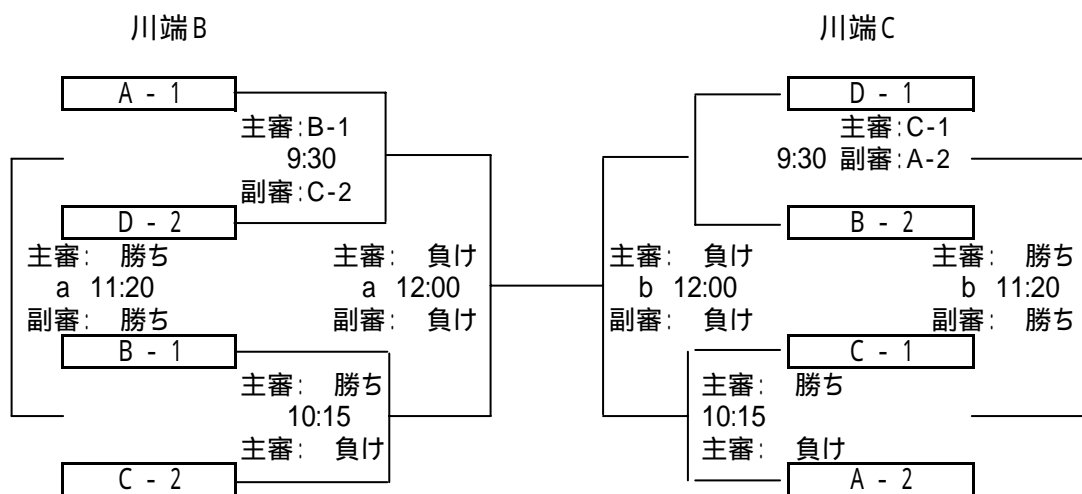 川端B
川端C
A - 1
D - 1
主審:B-1
9:30
副審:C-2
主審:C-1
9:30 副審:A-2
D - 2
B - 2
主審: 勝ち
a 11:20
副審: 勝ち
主審: 負け
a 12:00
副審: 負け
主審: 負け
b 12:00
副審: 負け
主審: 勝ち
b 11:20
副審: 勝ち
B - 1
C - 1
主審: 勝ち
10:15
主審: 負け
主審: 勝ち
10:15
主審: 負け
C - 2
A - 2